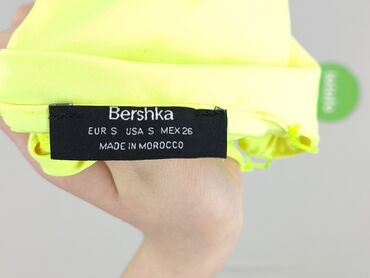 Bershka
EUR S USA S MEX 26
MADE IN MOROCCO